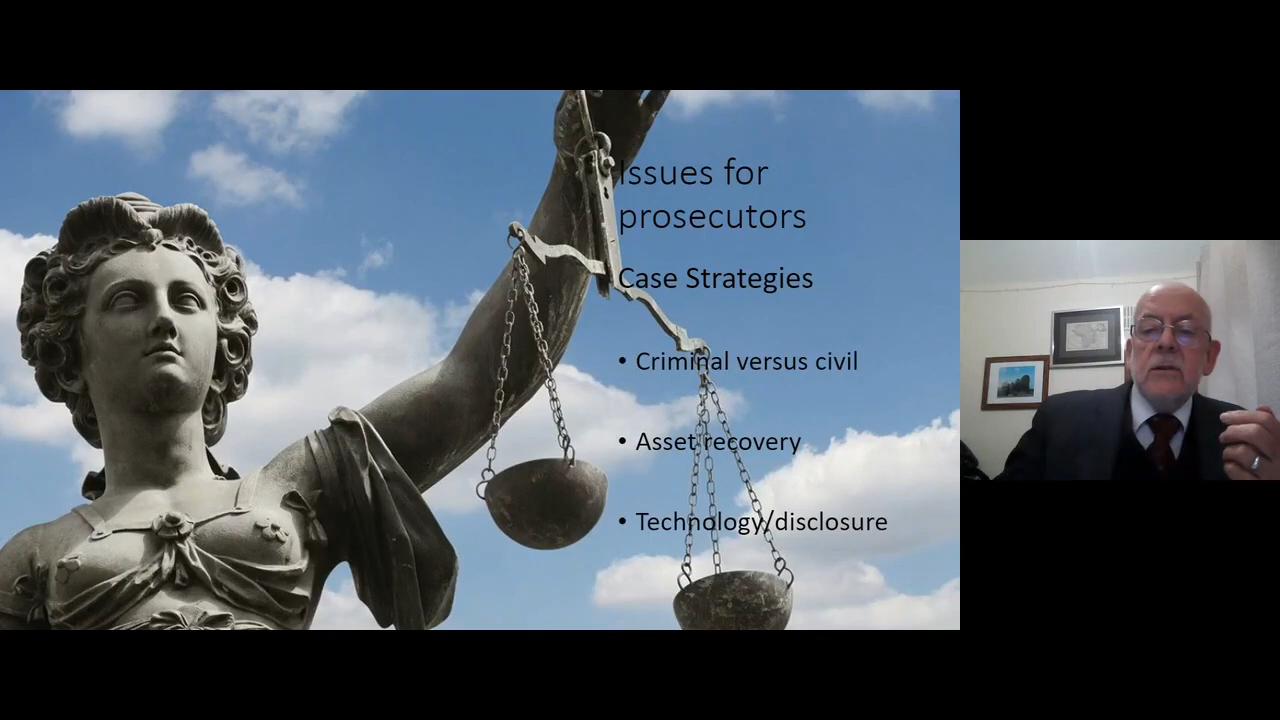 Issues for
prosecutors
Case Strategies
• Criminal versus civil
• Asset recovery
• Technology/disclosure